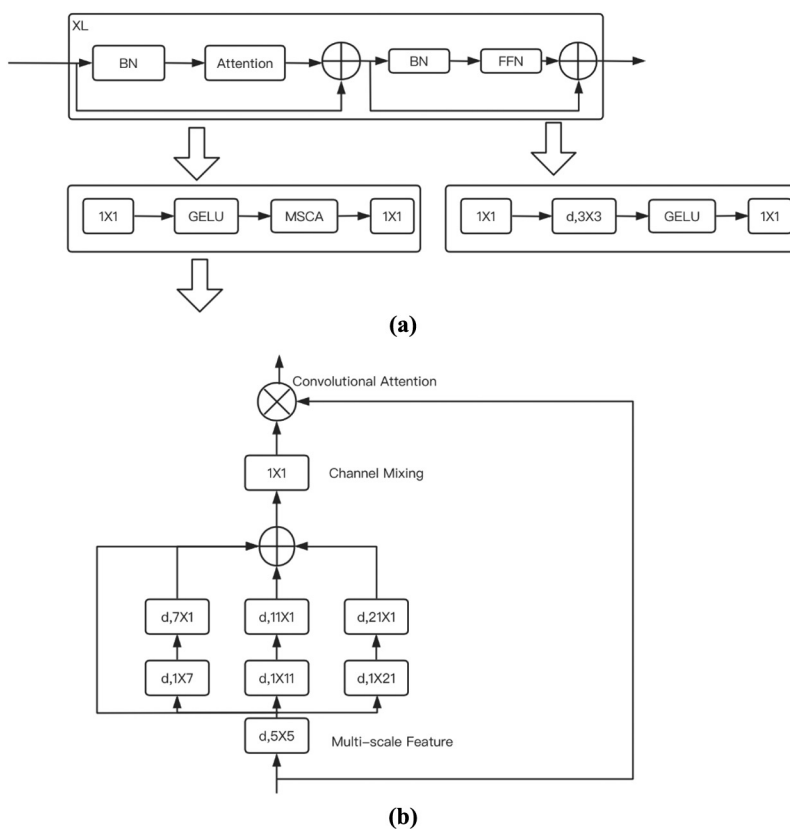 XL
BN
Attention
BN
FFN
1X1
GELU
MSCA
1X1
1X1
d,3X3
GELU
1X1
(a)
Convolutional Attention
1X1
Channel Mixing
d,7X1
d,11X1
d,21X1
d,1X7
d,1X11
d,1X21
d,5X5
Multi-scale Feature
(b)